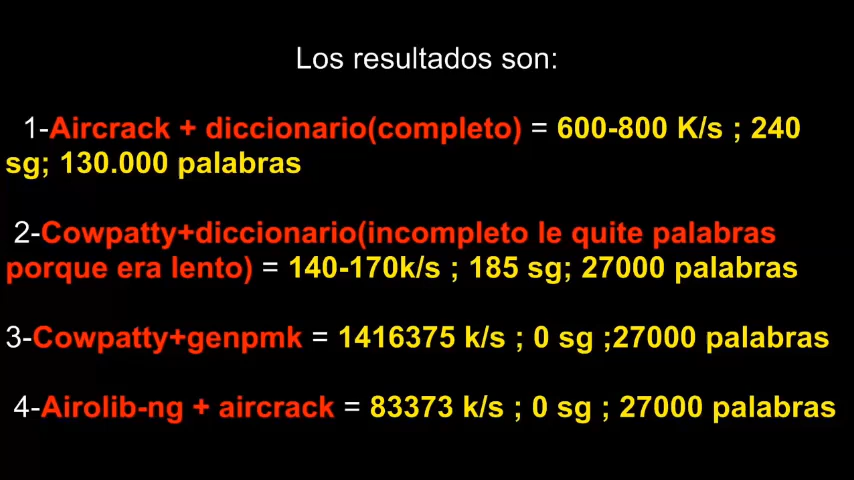 Los resultados son:
1-Aircrack + diccionario(completo) = 600-800 K/s ; 240
sg; 130.000 palabras
2-Cowpatty+diccionario(incompleto le quite palabras
porque era lento) = 140-170k/s ; 185 sg; 27000 palabras
3-Cowpatty+genpmk = 1416375 k/s ; 0 sg ;27000 palabras
4-Airolib-ng + aircrack = 83373 k/s ; 0 sg ; 27000 palabras